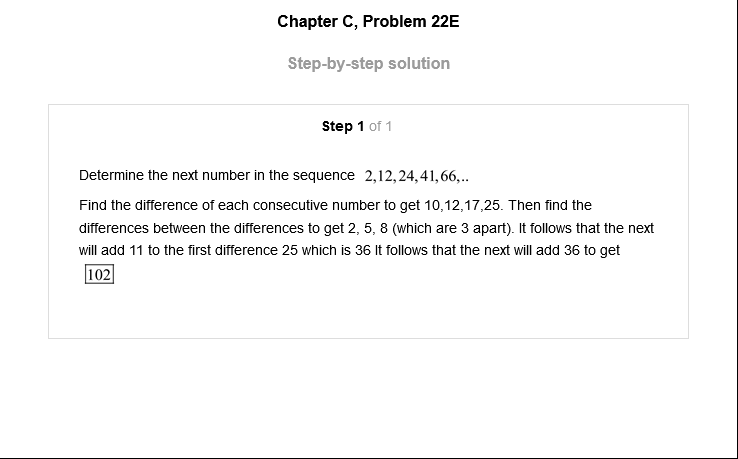 Chapter C, Problem 22E
Step-by-step solution
Step 1 of 1
Determine the next number in the sequence 2,12,24,41,66,..
Find the difference of each consecutive number to get 10,12,17,25. Then find the
differences between the differences to get 2, 5, 8 (which are 3 apart). It follows that the next
will add 11 to the first difference 25 which is 36 It follows that the next will add 36 to get
102